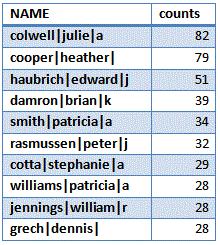 NAME counts
colwell|julie|a 82
cooper|heather| 79
haubrich|edward|j 51
damron|brian|k 39
smith|patricia|a 34
rasmussen|peter|j 32
cotta|stephanie|a 29
williams|patricia|a 28
jennings|william|r 28
grech|dennis| 28